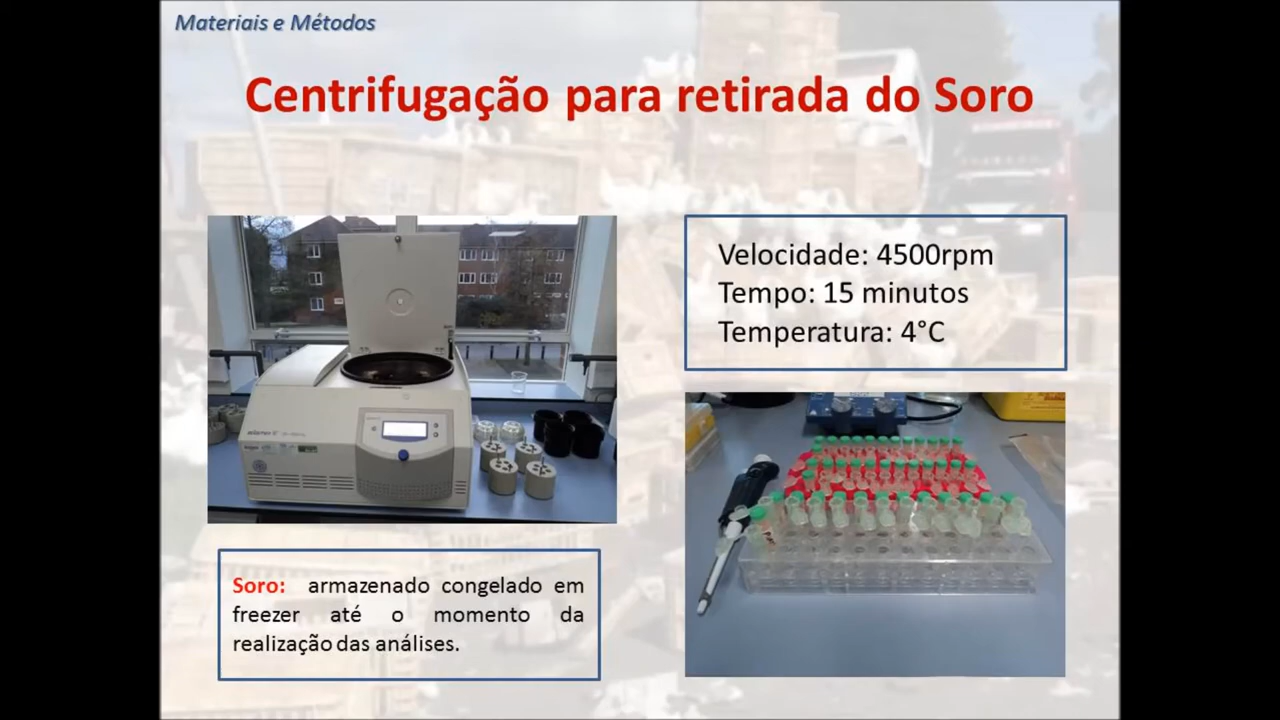 Materiais e Métodos
Centrifugação para retirada do Soro
Velocidade: 4500rpm
Tempo: 15 minutos
Temperatura: 4°C
Soro: armazenado congelado em
freezer até o momento da
realização das análises.